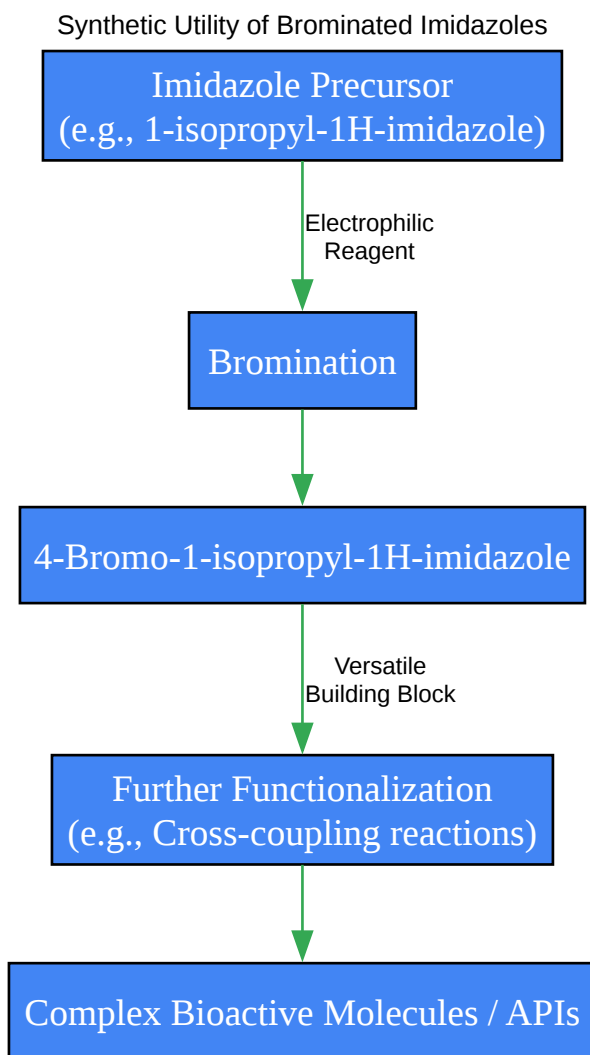 Synthetic Utility of Brominated Imidazoles
Imidazole Precursor
(e.g., 1-isopropyl-1H-imidazole)
Electrophilic
Reagent
Bromination
4-Bromo-1-isopropyl-1H-imidazole
Versatile
Building Block
Further Functionalization
(e.g., Cross-coupling reactions)
Complex Bioactive Molecules / APIs